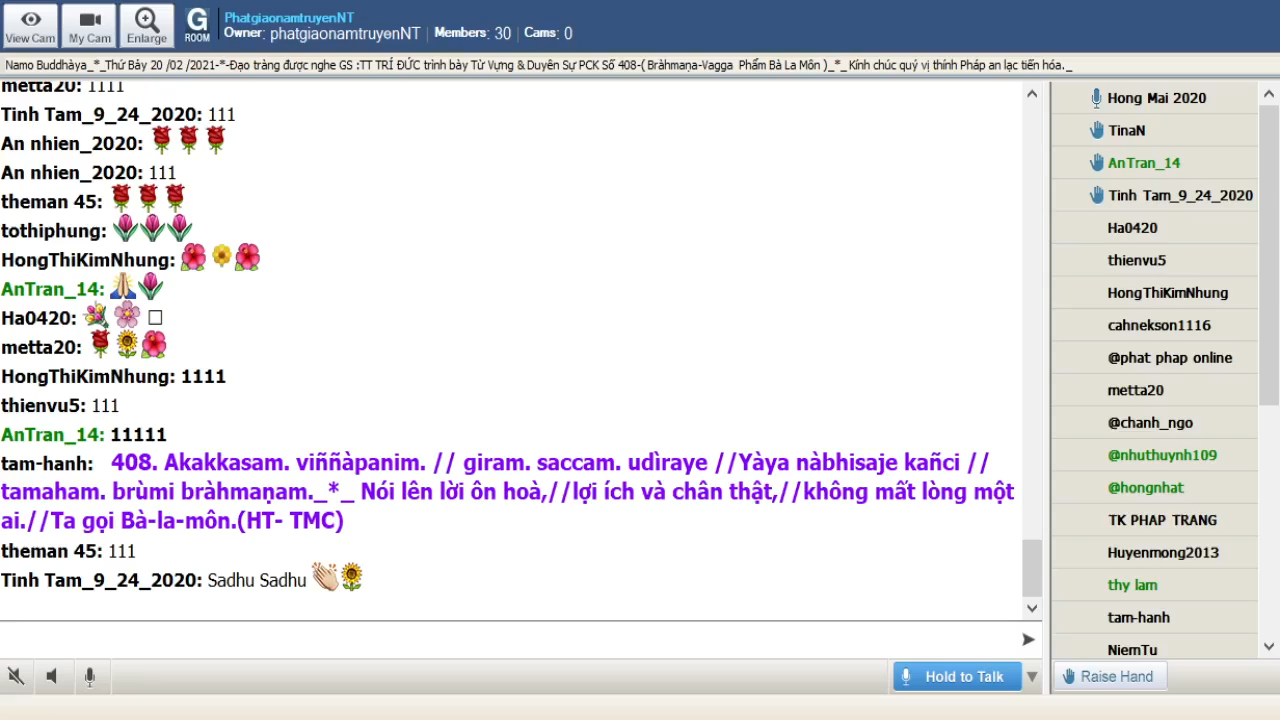 View Cam
My Cam
Enlarge
G
ROOM
PhatgiaonamtruyenNT
Owner: phatgiaonamtruyenNT | Members: 30 | Cams: 0
Namo Buddhàya_*_Thứ Bảy 20 /02 /2021-*-Đạo tràng được nghe GS :TT TRÍ ĐỨC trình bày Từ Vựng & Duyên Sự PCK Số 408-( Bràhmaṇa-Vagga Phẩm Bà La Môn )_*_ Kính chúc quý vị thính Pháp an lạc tiến hóa._
metta20: 1111
Tinh Tam_9_24_2020: 111
An nhien_2020: 🌹🌹🌹
An nhien_2020: 111
theman 45: 🌹🌹🌹
tothiphung: 🌷🌷🌷
HongThiKimNhung: 🌺🌼🌺
AnTran_14: 🙏🌷
Ha0420: 💐🌸□
metta20: 🌹🌻🌺
HongThiKimNhung: 1111
thienvu5: 111
AnTran_14: 11111
tam-hanh: 408. Akakkasam. viññàpanim. // giram. saccam. udìraye //Yàya nàbhisaje kañci //
tamaham. brùmi bràhmaṇam._*_ Nói lên lời ôn hoà,//lợi ích và chân thật,//không mất lòng một
ai.//Ta gọi Bà-la-môn.(HT- TMC)
theman 45: 111
Tinh Tam_9_24_2020: Sadhu Sadhu 👏🌻
Hold to Talk
Hong Mai 2020
TinaN
AnTran_14
Tinh Tam_9_24_2020
Ha0420
thienvu5
HongThiKimNhung
cahnekson1116
@phat phap online
metta20
@chanh_ngo
@nhuthuynh109
@hongnhat
TK PHAP TRANG
Huyenmong2013
thy lam
tam-hanh
NiemTu
Raise Hand